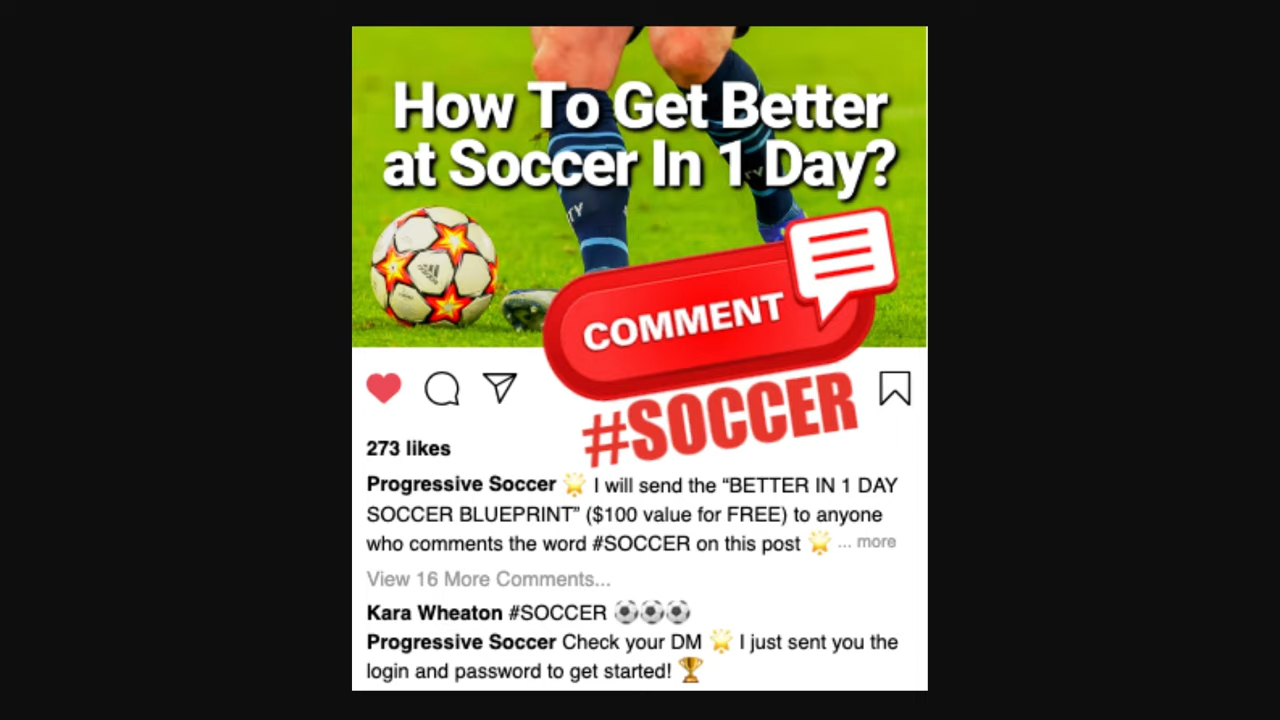 How To Get Better
at Soccer In 1 Day?
TY
TY
COMMENT
#SOCCER
273 likes
Progressive Soccer 🌟 I will send the “BETTER IN 1 DAY
SOCCER BLUEPRINT” ($100 value for FREE) to anyone
who comments the word #SOCCER on this post 🌟 ... more
View 16 More Comments...
Kara Wheaton #SOCCER ⚽⚽⚽
Progressive Soccer Check your DM 🌟 I just sent you the
login and password to get started! 🏆